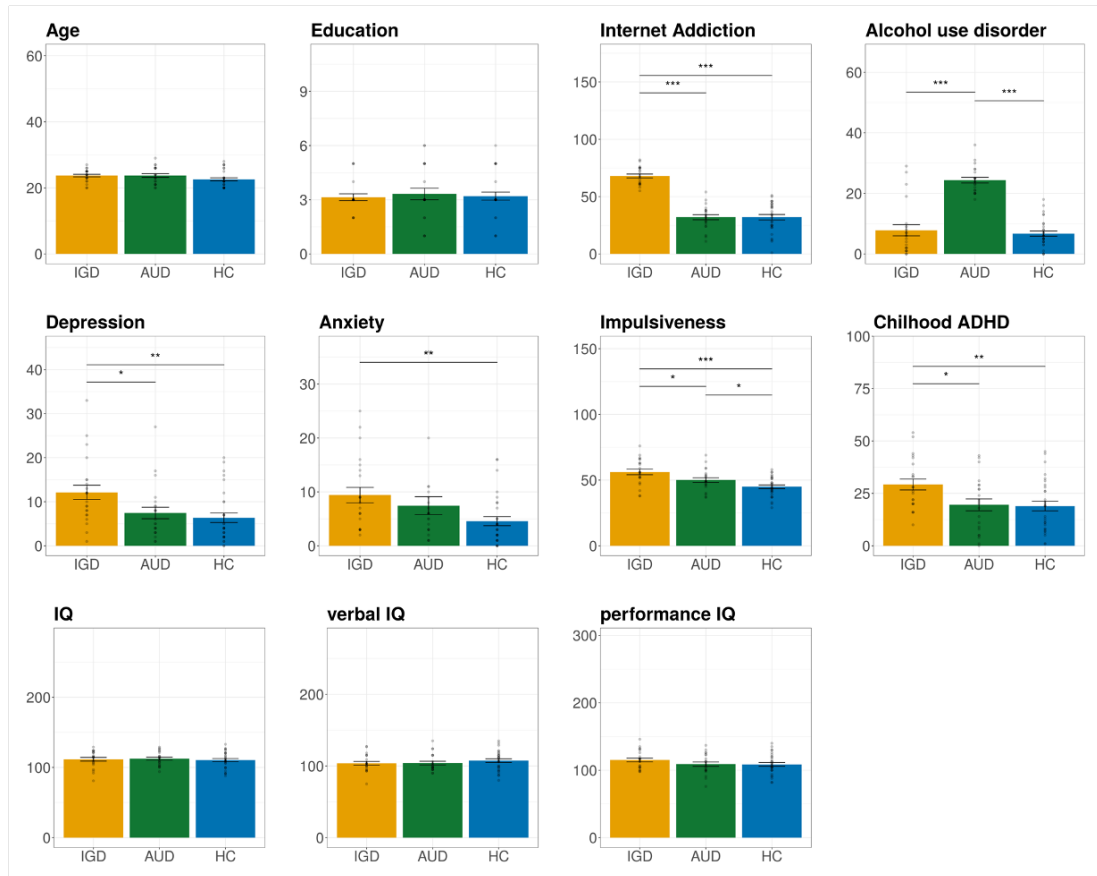 Age
Education
Internet Addiction
Alcohol use disorder
60
40
20
0
IGD AUD HC
9
6
3
0
IGD AUD HC
150
100
50
0
*** 
***
IGD AUD HC
60
40
20
0
***
***
IGD AUD HC
Depression
Anxiety
Impulsiveness
Chilhood ADHD
40
30
20
10
0
**
*
IGD AUD HC
30
20
10
0
**
IGD AUD HC
150
100
50
0
***
*
*
IGD AUD HC
100
75
50
25
0
**
*
IGD AUD HC
IQ
verbal IQ
performance IQ
200
100
0
IGD AUD HC
200
100
0
IGD AUD HC
300
200
100
0
IGD AUD HC